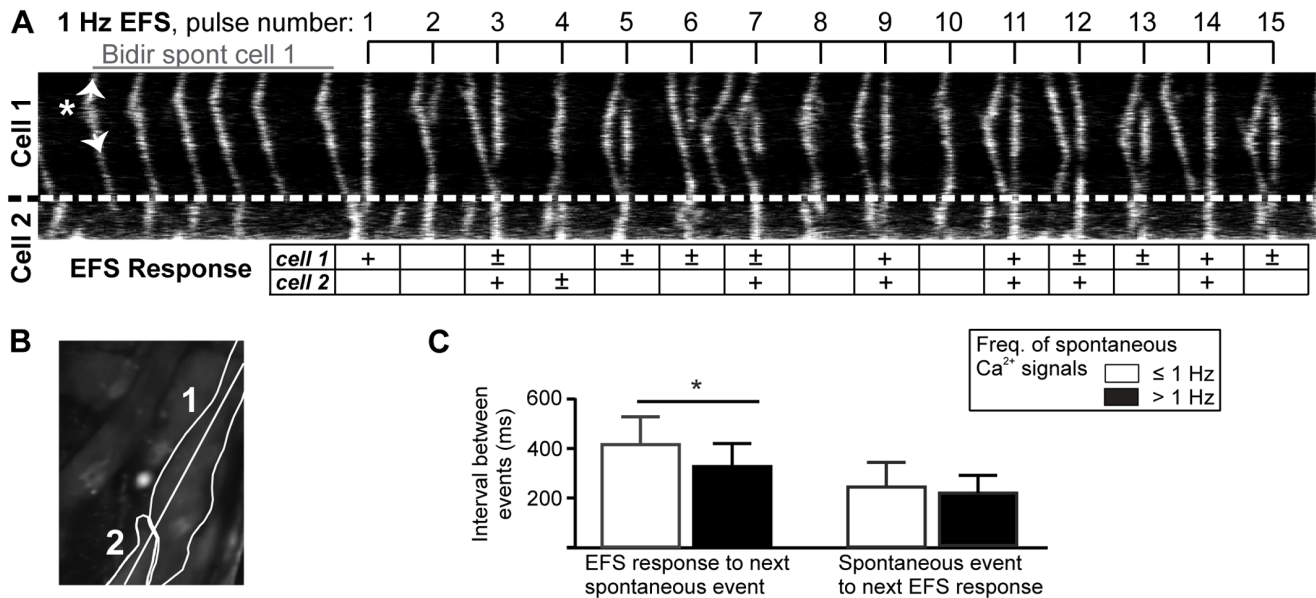 A
1 Hz EFS, pulse number: 1 2 3 4 5 6 7 8 9 10 11 12 13 14 15
Bidir spont cell 1
*
Cell 1
Cell 2
EFS Response
cell 1 + ± ± ± ± + + ± ± + ±
cell 2 + ± + + + + +
B
1
2
C
Freq. of spontaneous
Ca²⁺ signals
≤ 1 Hz
> 1 Hz
Interval between
events (ms)
600
400
200
*
EFS response to next
spontaneous event
Spontaneous event
to next EFS response